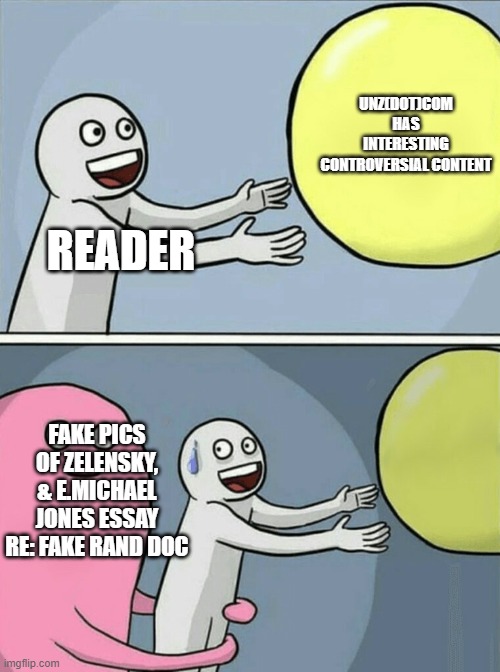 UNZ[DOT]COM
HAS
INTERESTING
CONTROVERSIAL CONTENT
READER
FAKE PICS
OF ZELENSKY,
& E.MICHAEL
JONES ESSAY
RE: FAKE RAND DOC
imgflip.com